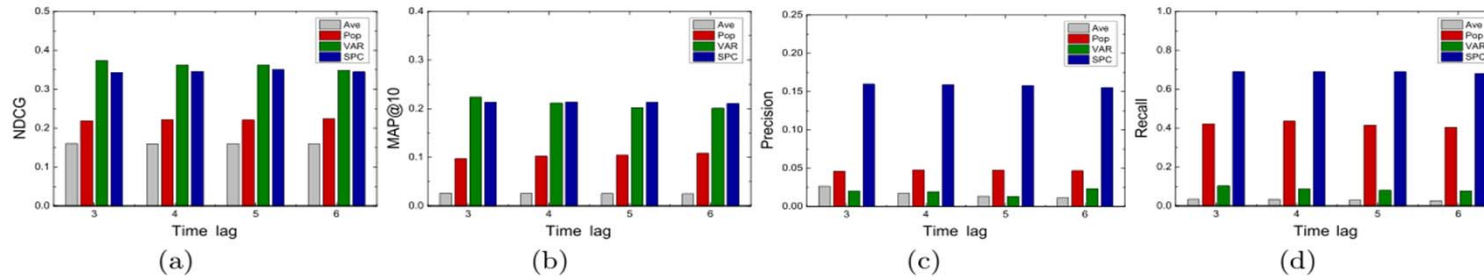 0.5
0.4
0.3
0.2
0.1
0.0
NDCG
Ave
Pop
VAR
SPC
3 4 5 6
Time lag
(a)
0.4
0.3
0.2
0.1
0.0
MAP@10
Ave
Pop
VAR
SPC
3 4 5 6
Time lag
(b)
0.25
0.20
0.15
0.10
0.05
0.00
Precision
Ave
Pop
VAR
SPC
3 4 5 6
Time lag
(c)
1.0
0.8
0.6
0.4
0.2
0.0
Recall
Ave
Pop
VAR
SPC
3 4 5 6
Time lag
(d)